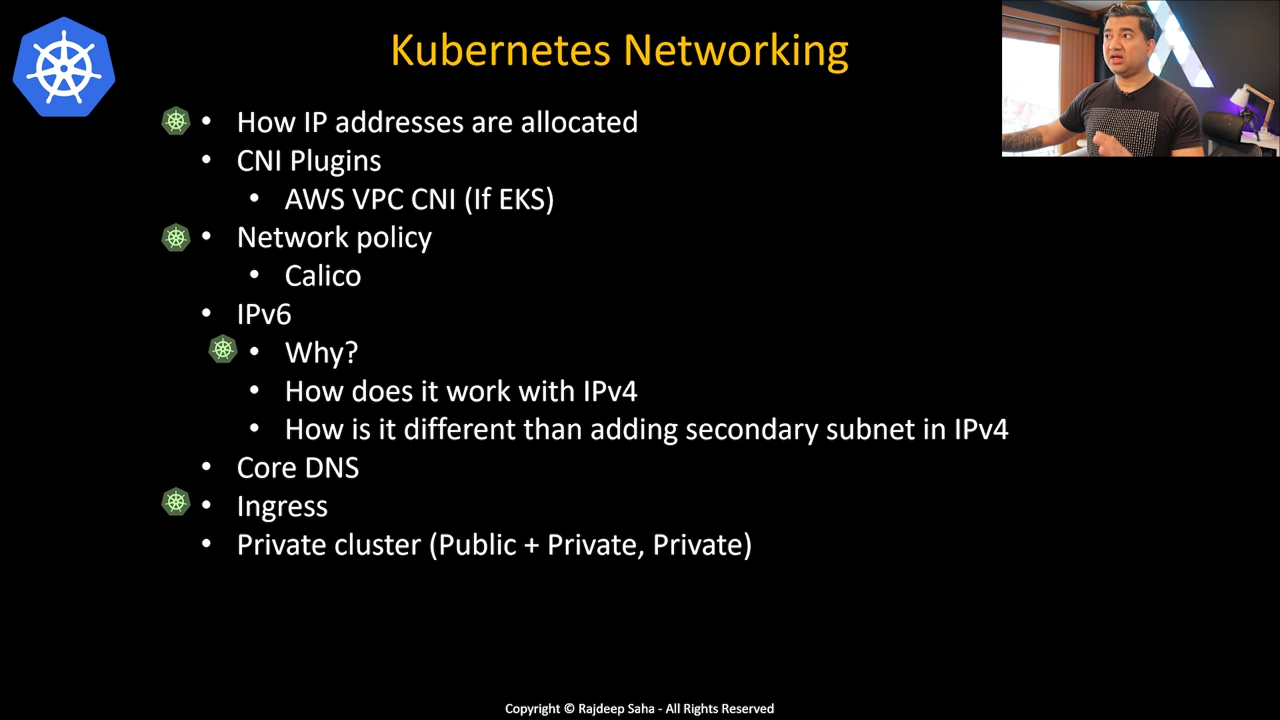 Kubernetes Networking
• How IP addresses are allocated
• CNI Plugins
• AWS VPC CNI (If EKS)
• Network policy
• Calico
• IPv6
• Why?
• How does it work with IPv4
• How is it different than adding secondary subnet in IPv4
• Core DNS
• Ingress
• Private cluster (Public + Private, Private)
Copyright © Rajdeep Saha - All Rights Reserved